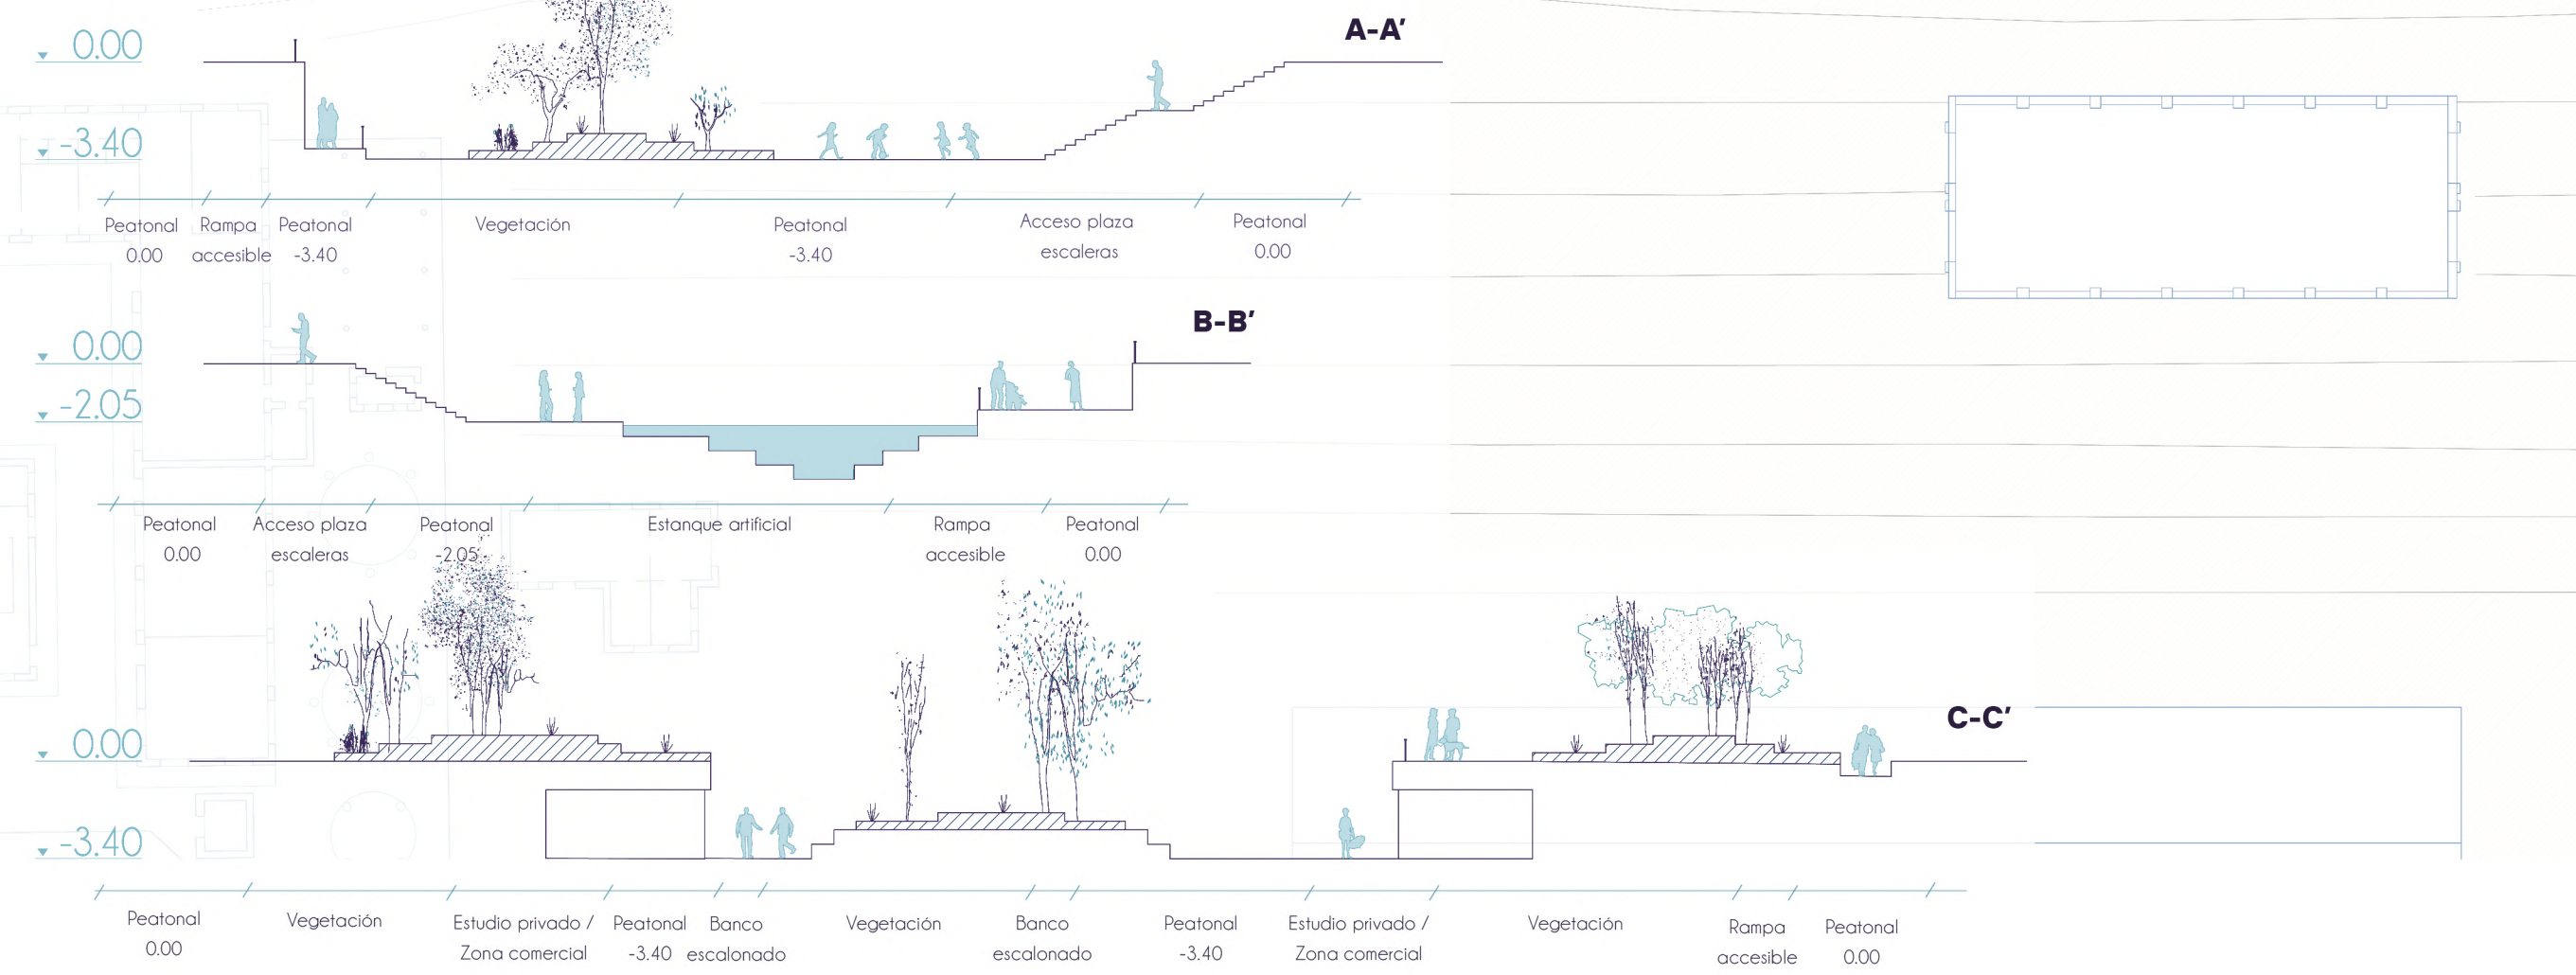 A-A'
0.00
-3.40
Peatonal
0.00
Rampa
accesible
Peatonal
-3.40
Vegetación
Peatonal
-3.40
Acceso plaza
escaleras
Peatonal
0.00
B-B'
0.00
-2.05
Peatonal
0.00
Acceso plaza
escaleras
Peatonal
-2.05
Estanque artificial
Rampa
accesible
Peatonal
0.00
C-C'
0.00
-3.40
Peatonal
0.00
Vegetación
Estudio privado /
Zona comercial
Peatonal
-3.40
Banco
escalonado
Vegetación
Banco
escalonado
Peatonal
-3.40
Estudio privado /
Zona comercial
Vegetación
Rampa
accesible
Peatonal
0.00